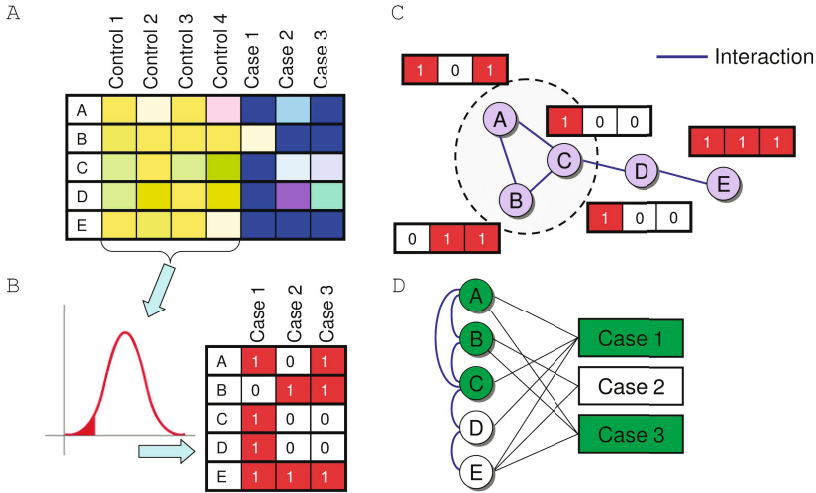 A
Control 1 Control 2 Control 3 Control 4 Case 1 Case 2 Case 3
A
B
C
D
E
B
Case 1 Case 2 Case 3
A 1 0 1
B 0 1 1
C 1 0 0
D 1 0 0
E 1 1 1
C
Interaction
1 0 1
A
1 0 0
1 1 1
C
D
E
B
1 0 0
0 1 1
D
A
B
C
D
E
Case 1
Case 2
Case 3